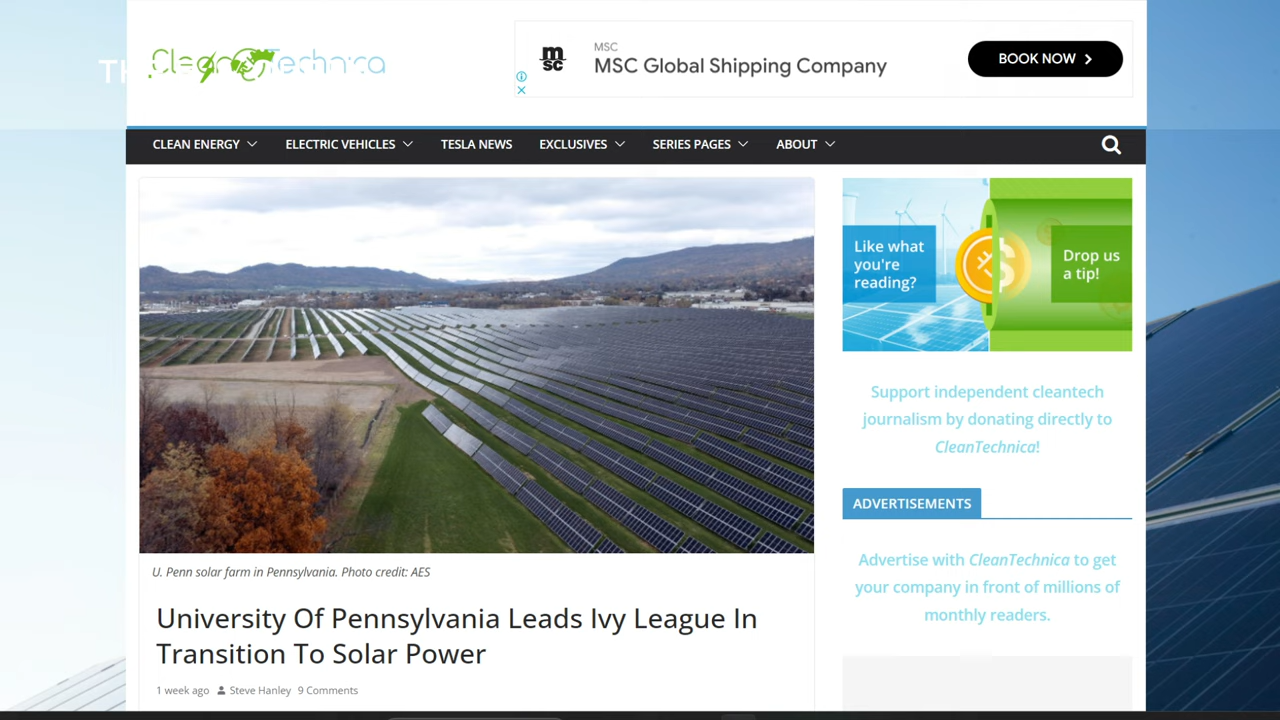 CleanTechnica
MSC
MSC Global Shipping Company
BOOK NOW
CLEAN ENERGY
ELECTRIC VEHICLES
TESLA NEWS
EXCLUSIVES
SERIES PAGES
ABOUT
Like what
you're
reading?
Drop us
a tip!
Support independent cleantech
journalism by donating directly to
CleanTechnica!
ADVERTISEMENTS
Advertise with CleanTechnica to get
your company in front of millions of
monthly readers.
U. Penn solar farm in Pennsylvania. Photo credit: AES
University Of Pennsylvania Leads Ivy League In
Transition To Solar Power
1 week ago Steve Hanley 9 Comments